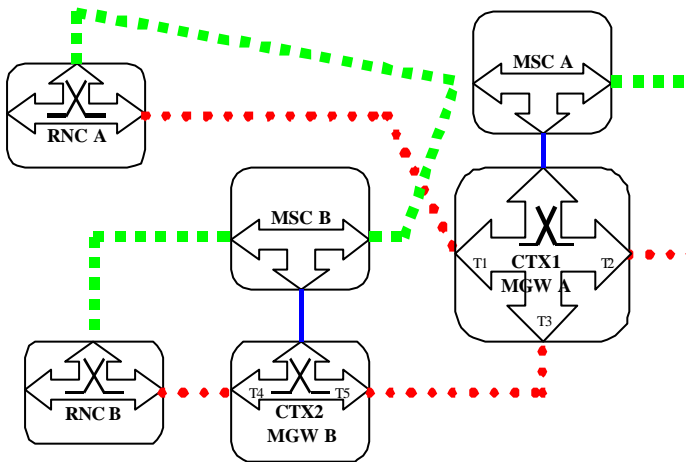 MSC A
RNC A
MSC B
T1
CTX1
T2
MGW A
T3
T4
CTX2
T5
RNC B
MGW B